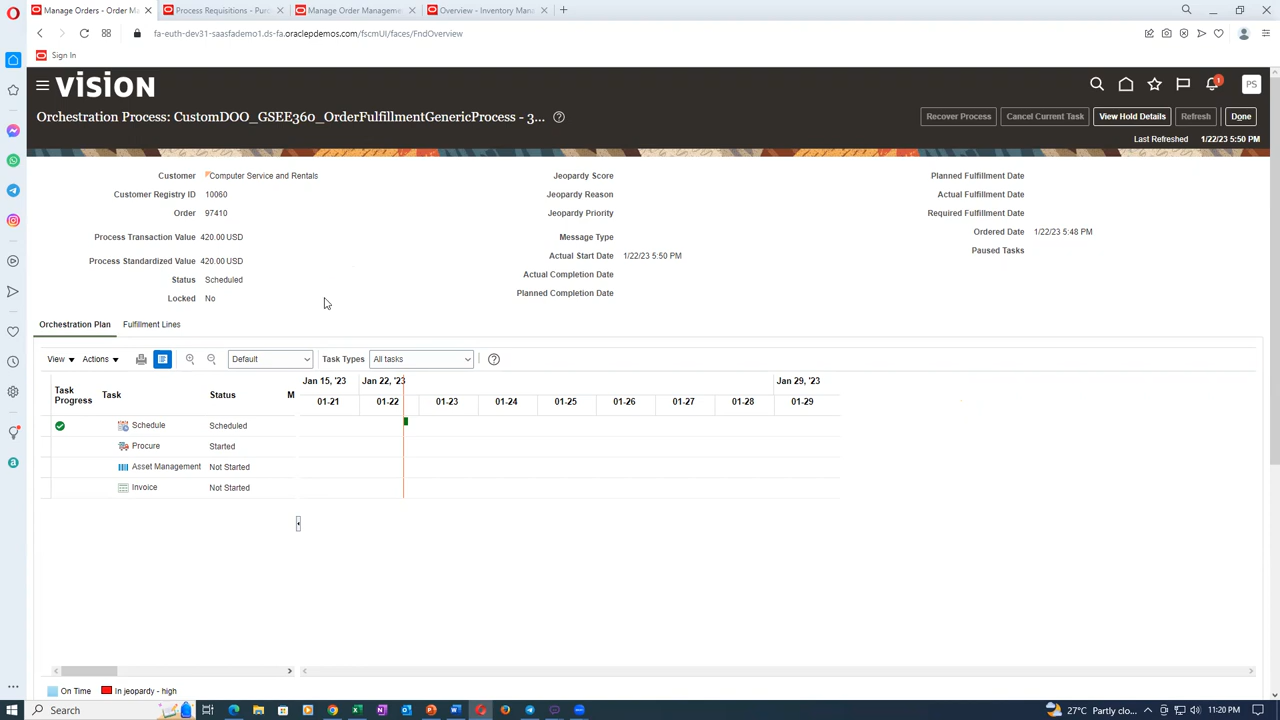 Manage Orders - Order Ma
Process Requisitions - Purc
Manage Order Managemen
Overview - Inventory Mana
fa-euth-dev31-saasfademo1.ds-fa.oraclepdemos.com/fscmUI/faces/FndOverview
Sign In
VISION
1
PS
Orchestration Process: CustomDOO_GSEE360_OrderFulfillmentGenericProcess - 3...
Recover Process
Cancel Current Task
View Hold Details
Refresh
Done
Last Refreshed 1/22/23 5:50 PM
Customer Computer Service and Rentals
Customer Registry ID 10060
Order 97410
Process Transaction Value 420.00 USD
Process Standardized Value 420.00 USD
Status Scheduled
Locked No
Jeopardy Score
Jeopardy Reason
Jeopardy Priority
Message Type
Actual Start Date 1/22/23 5:50 PM
Actual Completion Date
Planned Completion Date
Planned Fulfillment Date
Actual Fulfillment Date
Required Fulfillment Date
Ordered Date 1/22/23 5:48 PM
Paused Tasks
Orchestration Plan Fulfillment Lines
View Actions Default Task Types All tasks
Task Progress Task Status M
Jan 15, '23 Jan 22, '23 Jan 29, '23
01-21 01-22 01-23 01-24 01-25 01-26 01-27 01-28 01-29
Schedule Scheduled
Procure Started
Asset Management Not Started
Invoice Not Started
On Time In jeopardy - high
Search
27°C Partly clo...
11:20 PM